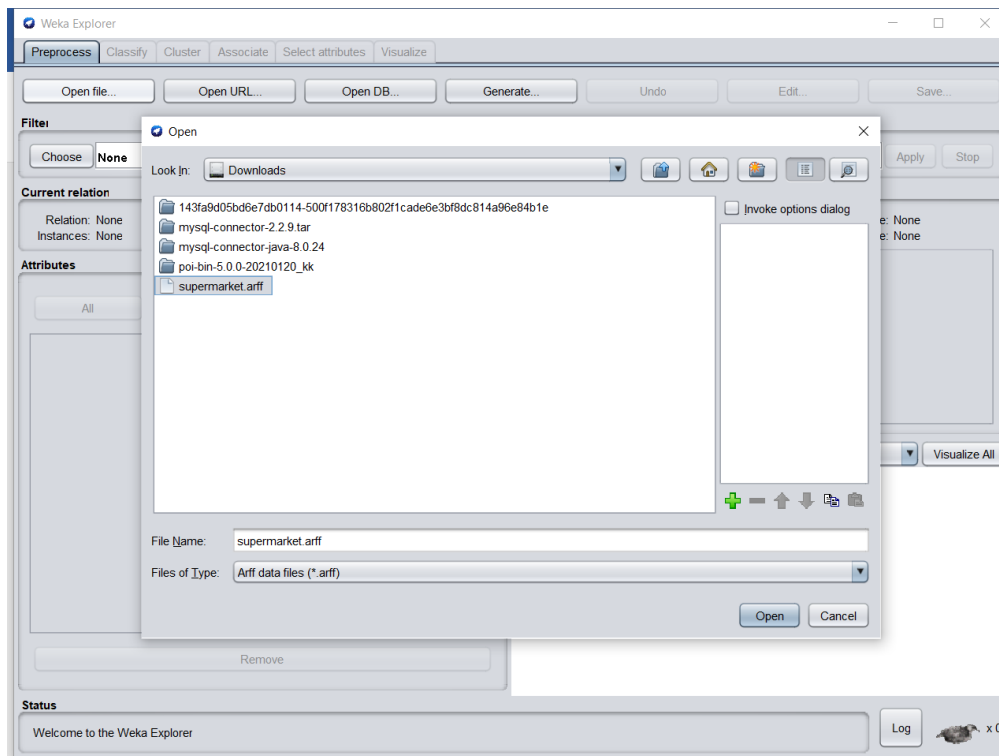 Weka Explorer
Preprocess Classify Cluster Associate Select attributes Visualize
Open file... Open URL... Open DB... Generate... Undo Edit... Save...
Filter
Choose None Apply Stop
Open
Look In: Downloads
Current relation
Relation: None
Instances: None
e: None
e: None
Attributes
All
143fa9d05bd6e7db0114-500f178316b802f1cade6e3bf8dc814a96e84b1e
mysql-connector-2.2.9.tar
mysql-connector-java-8.0.24
poi-bin-5.0.0-20210120_kk
supermarket.arff
Invoke options dialog
Visualize All
File Name: supermarket.arff
Files of Type: Arff data files (*.arff)
Open Cancel
Remove
Status
Welcome to the Weka Explorer
Log x 0